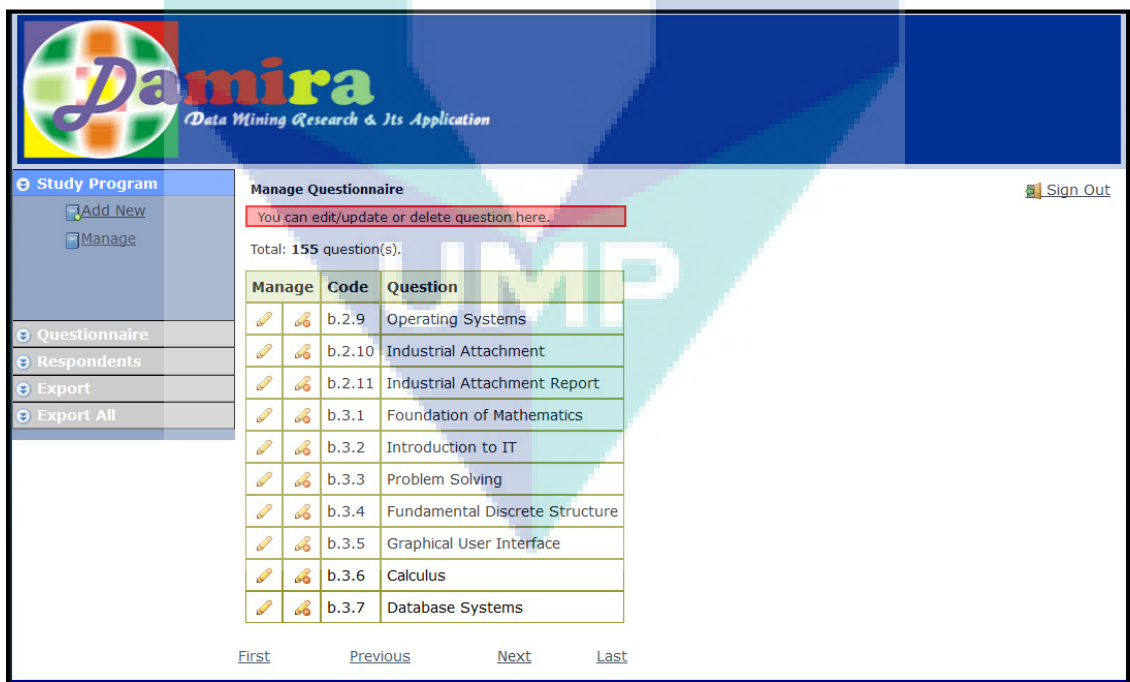 Damira
Data Mining Research & Its Application
Study Program
Add New
Manage
Questionnaire
Respondents
Export
Export All
Manage Questionnaire
Sign Out
You can edit/update or delete question here.
Total: 155 question(s).
Manage Code Question
b.2.9 Operating Systems
b.2.10 Industrial Attachment
b.2.11 Industrial Attachment Report
b.3.1 Foundation of Mathematics
b.3.2 Introduction to IT
b.3.3 Problem Solving
b.3.4 Fundamental Discrete Structure
b.3.5 Graphical User Interface
b.3.6 Calculus
b.3.7 Database Systems
First Previous Next Last
UMP